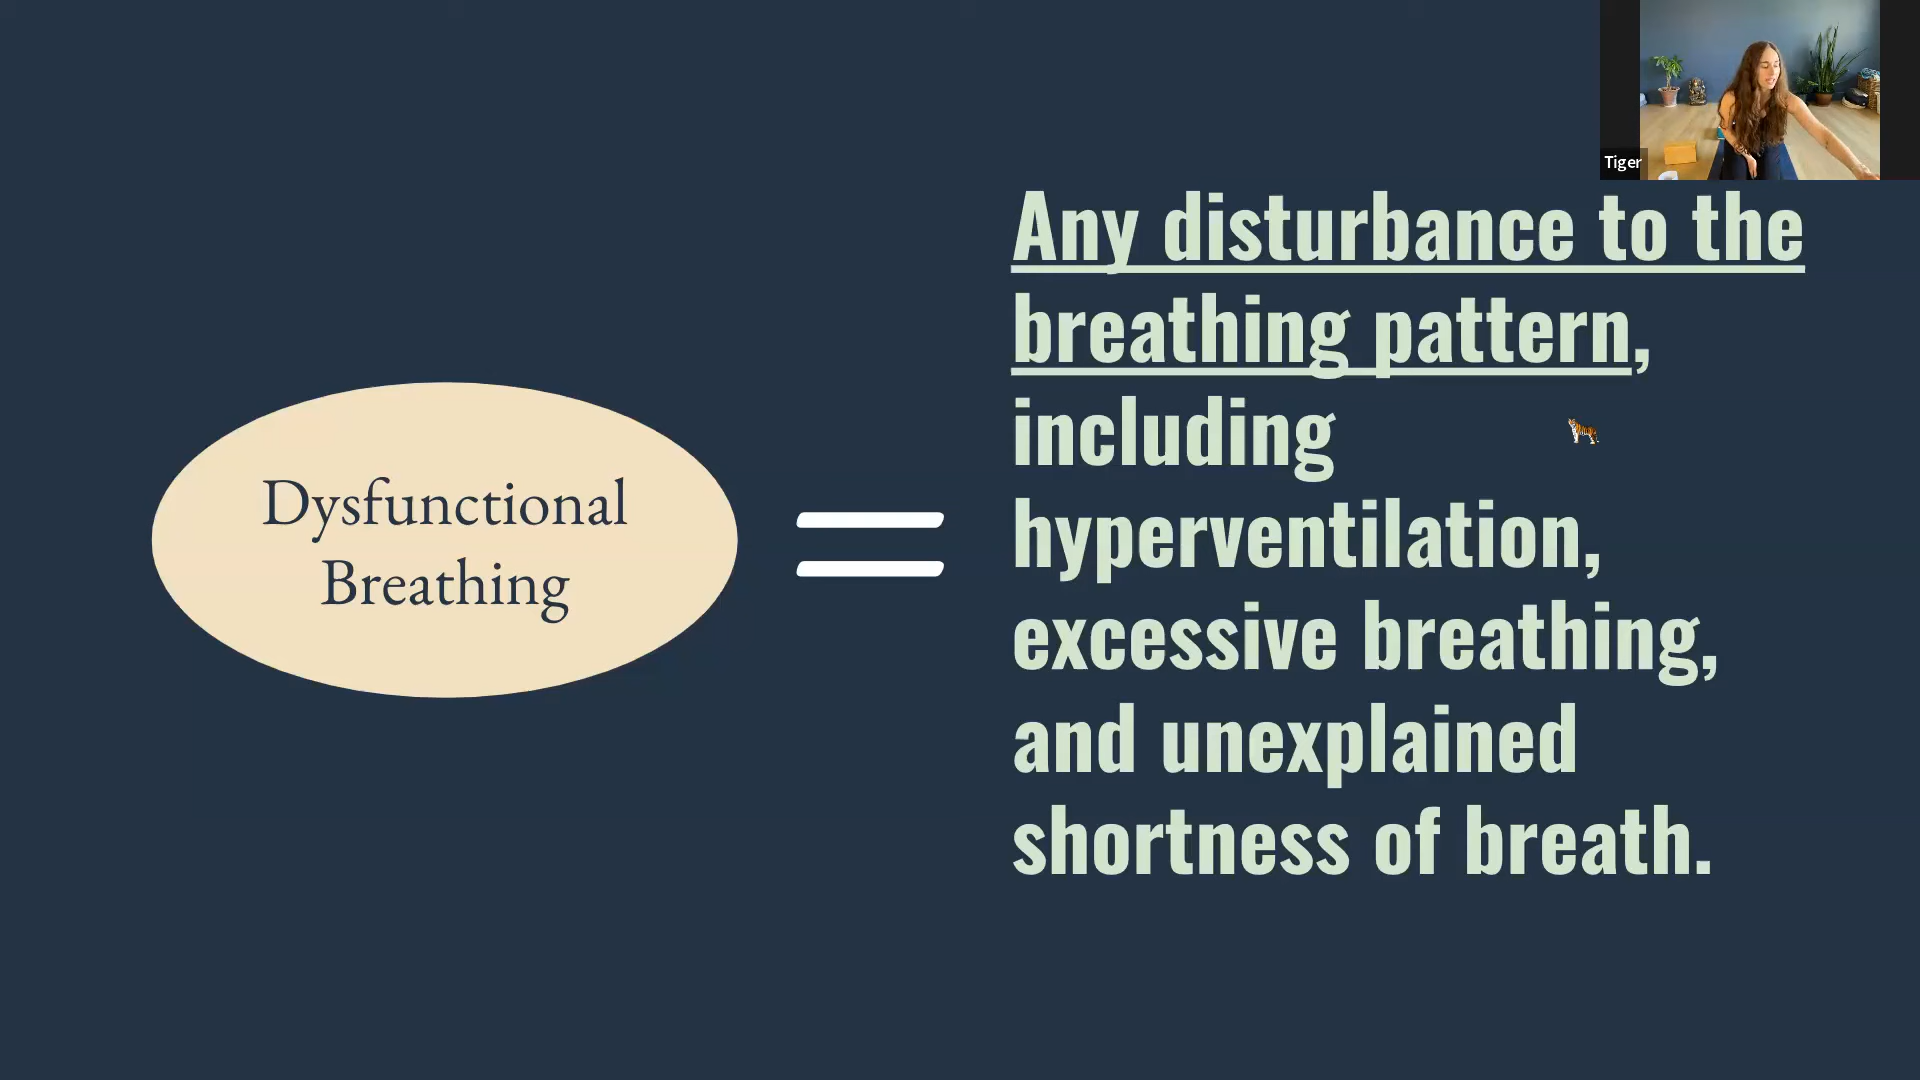 Tiger
Dysfunctional
Breathing
=
Any disturbance to the
breathing pattern,
including
hyperventilation,
excessive breathing,
and unexplained
shortness of breath.